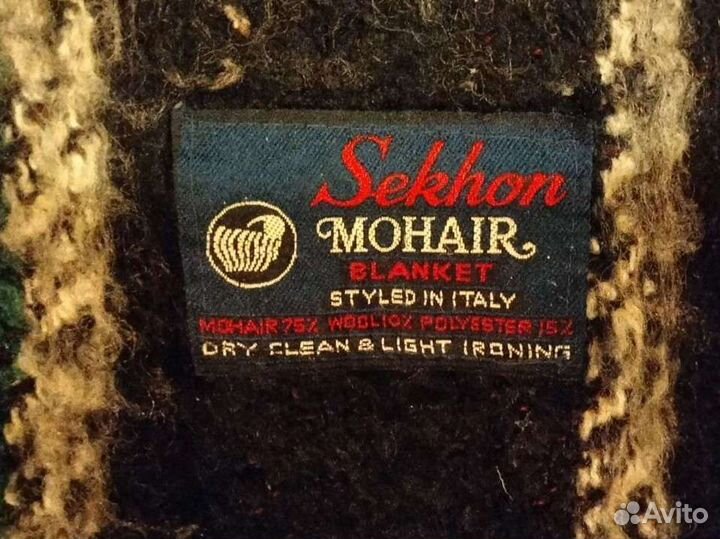 Sekhon
MOHAIR
BLANKET
STYLED IN ITALY
MOHAIR 75% WOOL 10% POLYESTER 15%
DRY CLEAN & LIGHT IRONING
Avito